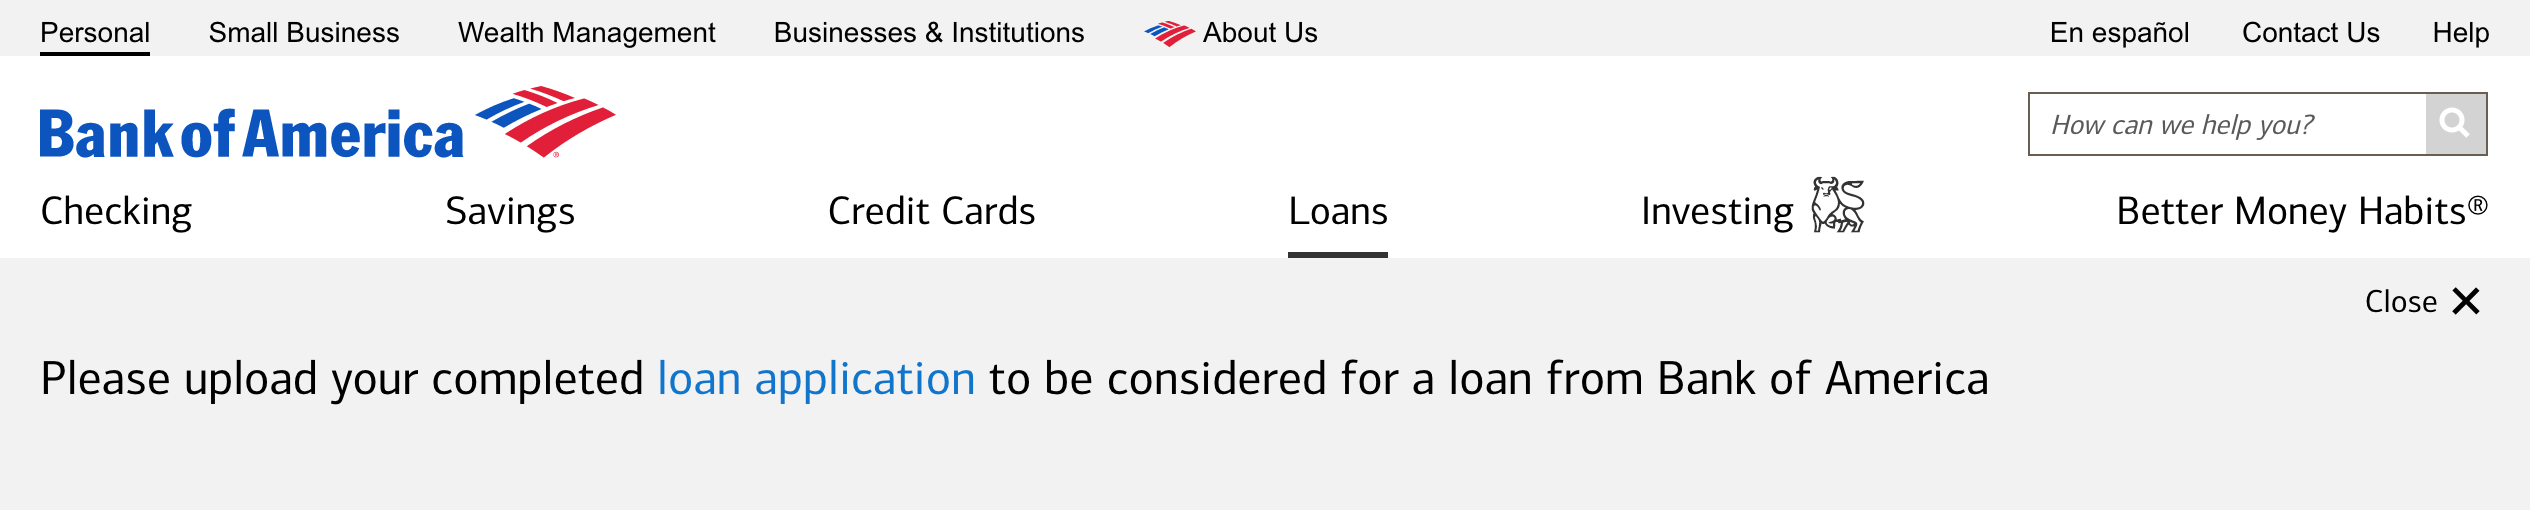 Personal Small Business Wealth Management Businesses & Institutions About Us En español Contact Us Help
Bank of America ®
How can we help you?
Checking Savings Credit Cards Loans Investing Better Money Habits®
Close
Please upload your completed loan application to be considered for a loan from Bank of America